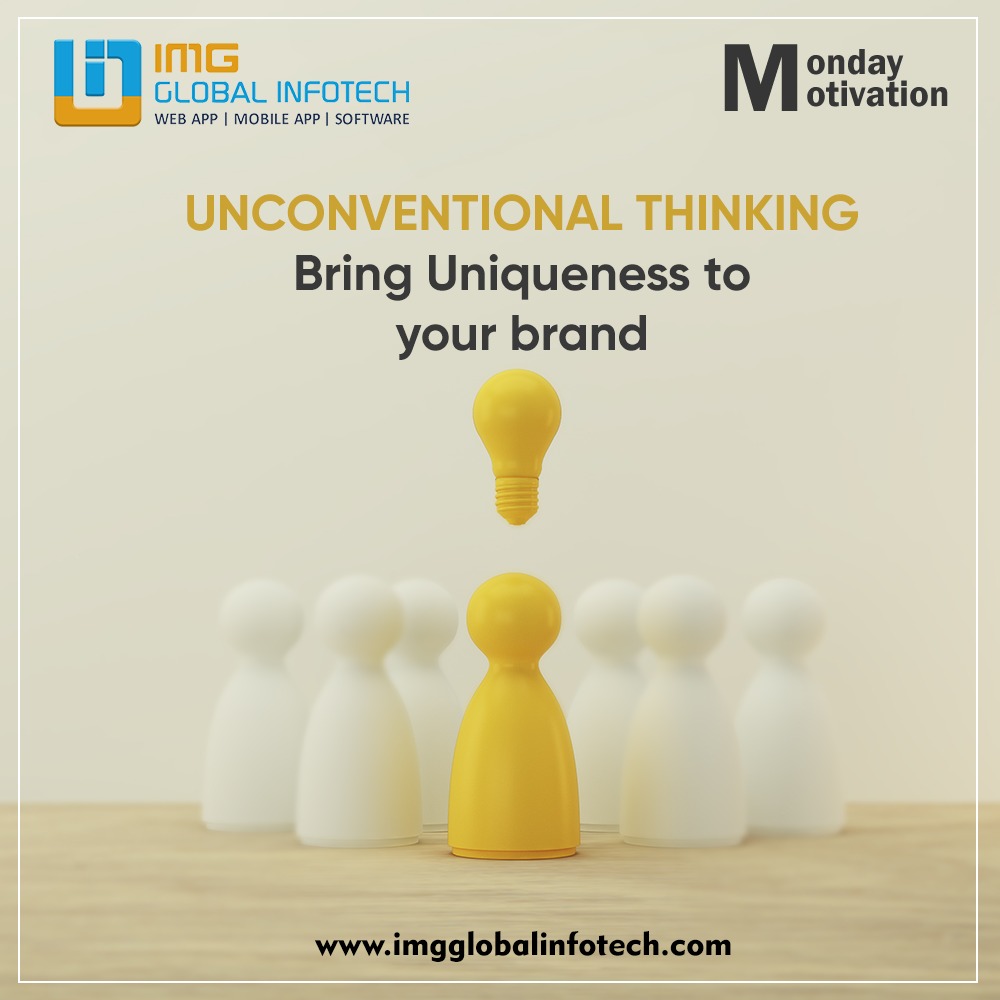 IMG
GLOBAL INFOTECH
WEB APP | MOBILE APP | SOFTWARE
Monday
Motivation
UNCONVENTIONAL THINKING
Bring Uniqueness to
your brand
www.imgglobalinfotech.com